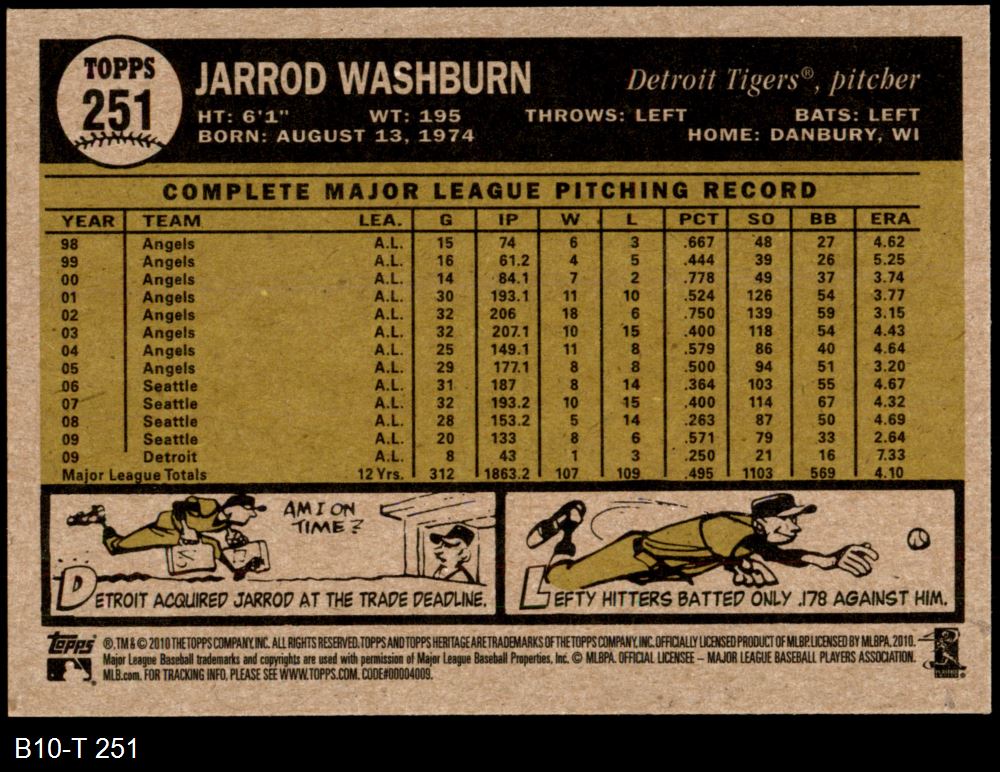 TOPPS
251
JARROD WASHBURN
Detroit Tigers®, pitcher
HT: 6'1" WT: 195 THROWS: LEFT BATS: LEFT
BORN: AUGUST 13, 1974 HOME: DANBURY, WI
COMPLETE MAJOR LEAGUE PITCHING RECORD
YEAR TEAM LEA. G IP W L PCT SO BB ERA
98 Angels A.L. 15 74 6 3 .667 48 27 4.62
99 Angels A.L. 16 61.2 4 5 .444 39 26 5.25
00 Angels A.L. 14 84.1 7 2 .778 49 37 3.74
01 Angels A.L. 30 193.1 11 10 .524 126 54 3.77
02 Angels A.L. 32 206 18 6 .750 139 59 3.15
03 Angels A.L. 32 207.1 10 15 .400 118 54 4.43
04 Angels A.L. 25 149.1 11 8 .579 86 40 4.64
05 Angels A.L. 29 177.1 8 8 .500 94 51 3.20
06 Seattle A.L. 31 187 8 14 .364 103 55 4.67
07 Seattle A.L. 32 193.2 10 15 .400 114 67 4.32
08 Seattle A.L. 28 153.2 5 14 .263 87 50 4.69
09 Seattle A.L. 20 133 8 6 .571 79 33 2.64
09 Detroit A.L. 8 43 1 3 .250 21 16 7.33
Major League Totals 12 Yrs. 312 1863.2 107 109 .495 1103 569 4.10
AM I ON
TIME?
DETROIT ACQUIRED JARROD AT THE TRADE DEADLINE.
LEFTY HITTERS BATTED ONLY .178 AGAINST HIM.
Topps ®, TM & © 2010 THE TOPPS COMPANY, INC. ALL RIGHTS RESERVED. TOPPS AND TOPPS HERITAGE ARE TRADEMARKS OF THE TOPPS COMPANY, INC. OFFICIALLY LICENSED PRODUCT OF MLBP. LICENSED BY MLBPA, 2010.
Major League Baseball trademarks and copyrights are used with permission of Major League Baseball Properties, Inc. © MLBPA. OFFICIAL LICENSEE – MAJOR LEAGUE BASEBALL PLAYERS ASSOCIATION.
MLB.com. FOR TRACKING INFO, PLEASE SEE WWW.TOPPS.COM. CODE#00004009.
B10-T 251